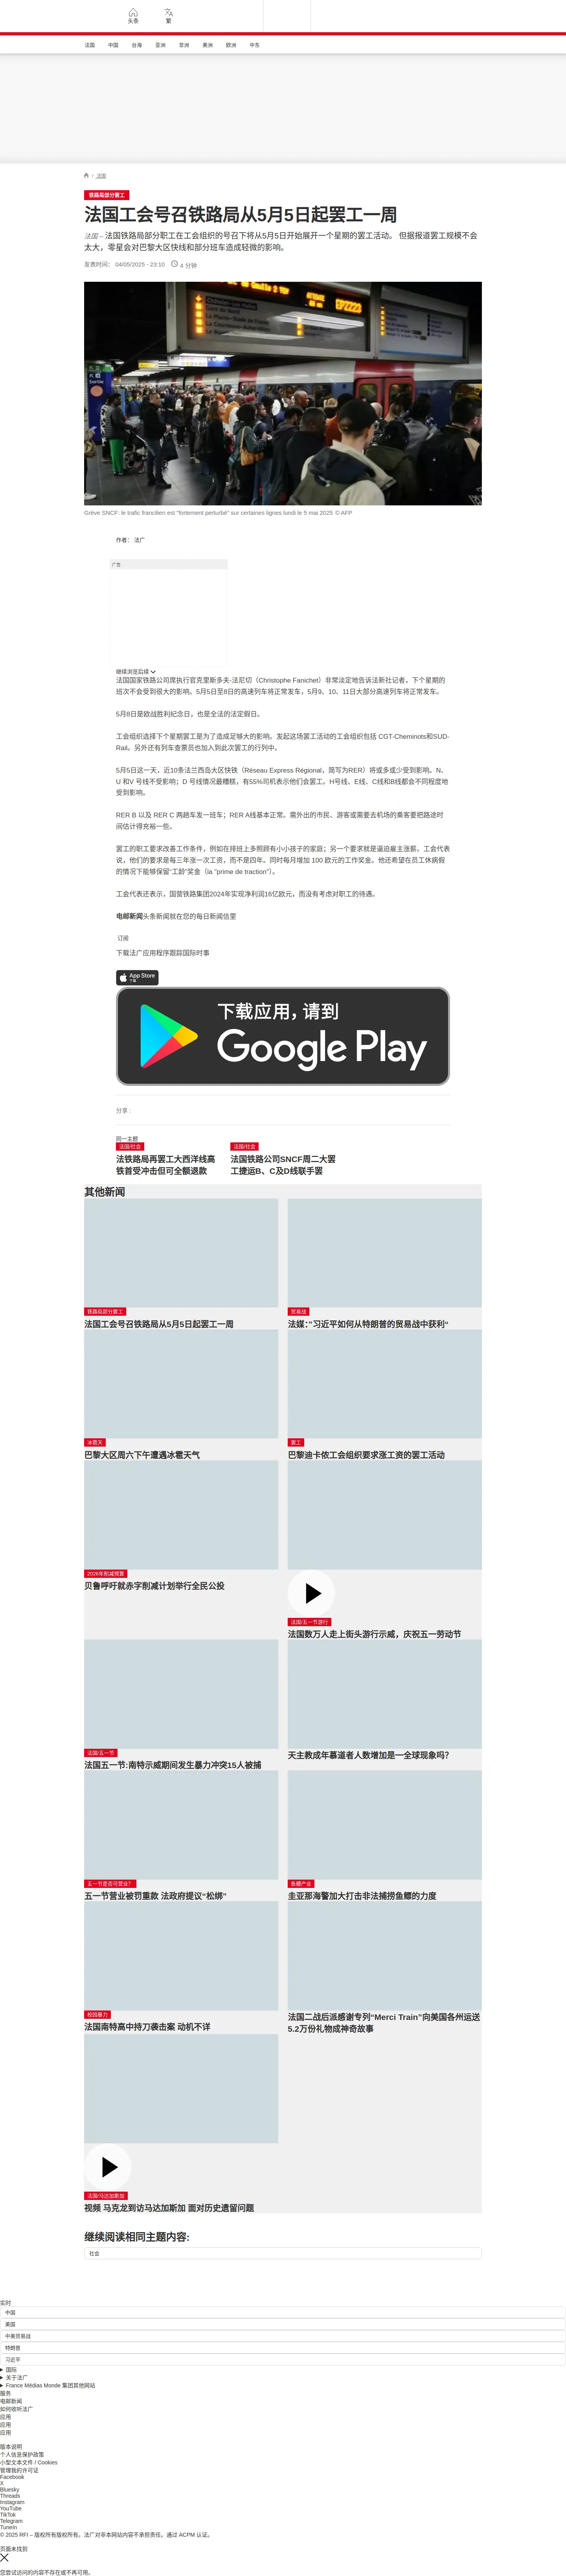 头条
繁
法国
中国
台海
亚洲
非洲
美洲
欧洲
中东
/ 法国
铁路局部分罢工
法国工会号召铁路局从5月5日起罢工一周
法国 – 法国铁路局部分职工在工会组织的号召下将从5月5日开始展开一个星期的罢工活动。 但据报道罢工规模不会
太大，零星会对巴黎大区快线和部分班车造成轻微的影响。
发表时间： 04/05/2025 - 23:10
4 分钟
Sortie
Grève SNCF: le trafic francilien est "fortement perturbé" sur certaines lignes lundi le 5 mai 2025 © AFP
作者： 法广
广告
继续浏览后续
法国国家铁路公司席执行官克里斯多夫-法尼切（Christophe Fanichet）非常淡定地告诉法新社记者，下个星期的
班次不会受到很大的影响。5月5日至8日的高速列车将正常发车，5月9、10、11日大部分高速列车将正常发车。
5月8日是欧战胜利纪念日，也是全法的法定假日。
工会组织选择下个星期罢工是为了造成足够大的影响。发起这场罢工活动的工会组织包括 CGT-Cheminots和SUD-
Rail。另外还有列车查票员也加入到此次罢工的行列中。
5月5日这一天，近10条法兰西岛大区快铁（Réseau Express Régional，简写为RER）将或多或少受到影响。N、
U 和V 号线不受影响；D 号线情况最糟糕，有55%司机表示他们会罢工。H号线、E线、C线和B线都会不同程度地
受到影响。
RER B 以及 RER C 两趟车发一班车；RER A线基本正常。需外出的市民、游客或需要去机场的乘客要把路途时
间估计得充裕一些。
罢工的职工要求改善工作条件，例如在排班上多照顾有小小孩子的家庭；另一个要求就是逼迫雇主涨薪。工会代表
说，他们的要求是每三年涨一次工资，而不是四年。同时每月增加 100 欧元的工作奖金。他还希望在员工休病假
的情况下能够保留"工龄"奖金（la "prime de traction"）。
工会代表还表示，国营铁路集团2024年实现净利润16亿欧元，而没有考虑对职工的待遇。
电邮新闻头条新闻就在您的每日新闻信里
订阅
下载法广应用程序跟踪国际时事
App Store
下载
下载应用，请到
Google Play
分享 :
同一主题
法国/社会
法铁路局再罢工大西洋线高
铁首受冲击但可全额退款
法国/社会
法国铁路公司SNCF周二大罢
工捷运B、C及D线联手罢
其他新闻
铁路局部分罢工
法国工会号召铁路局从5月5日起罢工一周
贸易战
法媒："习近平如何从特朗普的贸易战中获利"
冰雹天
巴黎大区周六下午遭遇冰雹天气
罢工
巴黎迪卡侬工会组织要求涨工资的罢工活动
2026年削减预算
贝鲁呼吁就赤字削减计划举行全民公投
法国/五一节游行
法国数万人走上街头游行示威，庆祝五一劳动节
法国/五一节
法国五一节:南特示威期间发生暴力冲突15人被捕
天主教成年慕道者人数增加是一全球现象吗？
五一节是否可营业？
五一节营业被罚重款 法政府提议“松绑”
鱼鳔产业
圭亚那海警加大打击非法捕捞鱼鳔的力度
校园暴力
法国南特高中持刀袭击案 动机不详
法国二战后派感谢专列“Merci Train”向美国各州运送
5.2万份礼物成神奇故事
法国/马达加斯加
视频 马克龙到访马达加斯加 面对历史遗留问题
继续阅读相同主题内容:
社会
实时
中国
美国
中美贸易战
特朗普
习近平
国际
关于法广
France Médias Monde 集团其他网站
服务
电邮新闻
如何收听法广
应用
应用
应用
版本说明
个人信息保护政策
小型文本文件 / Cookies
管理我的许可证
Facebook
X
Bluesky
Threads
Instagram
YouTube
TikTok
Telegram
TuneIn
© 2025 RFI – 版权所有版权所有。法广对非本网站内容不承担责任。通过 ACPM 认证。
页面未找到
您尝试访问的内容不存在或不再可用。